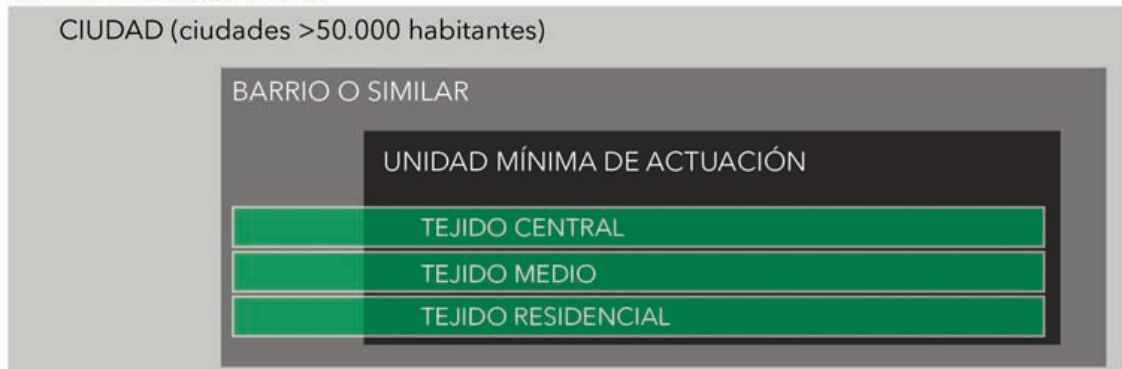 CIUDAD (ciudades >50.000 habitantes)
BARRIO O SIMILAR
UNIDAD MÍNIMA DE ACTUACIÓN
TEJIDO CENTRAL
TEJIDO MEDIO
TEJIDO RESIDENCIAL